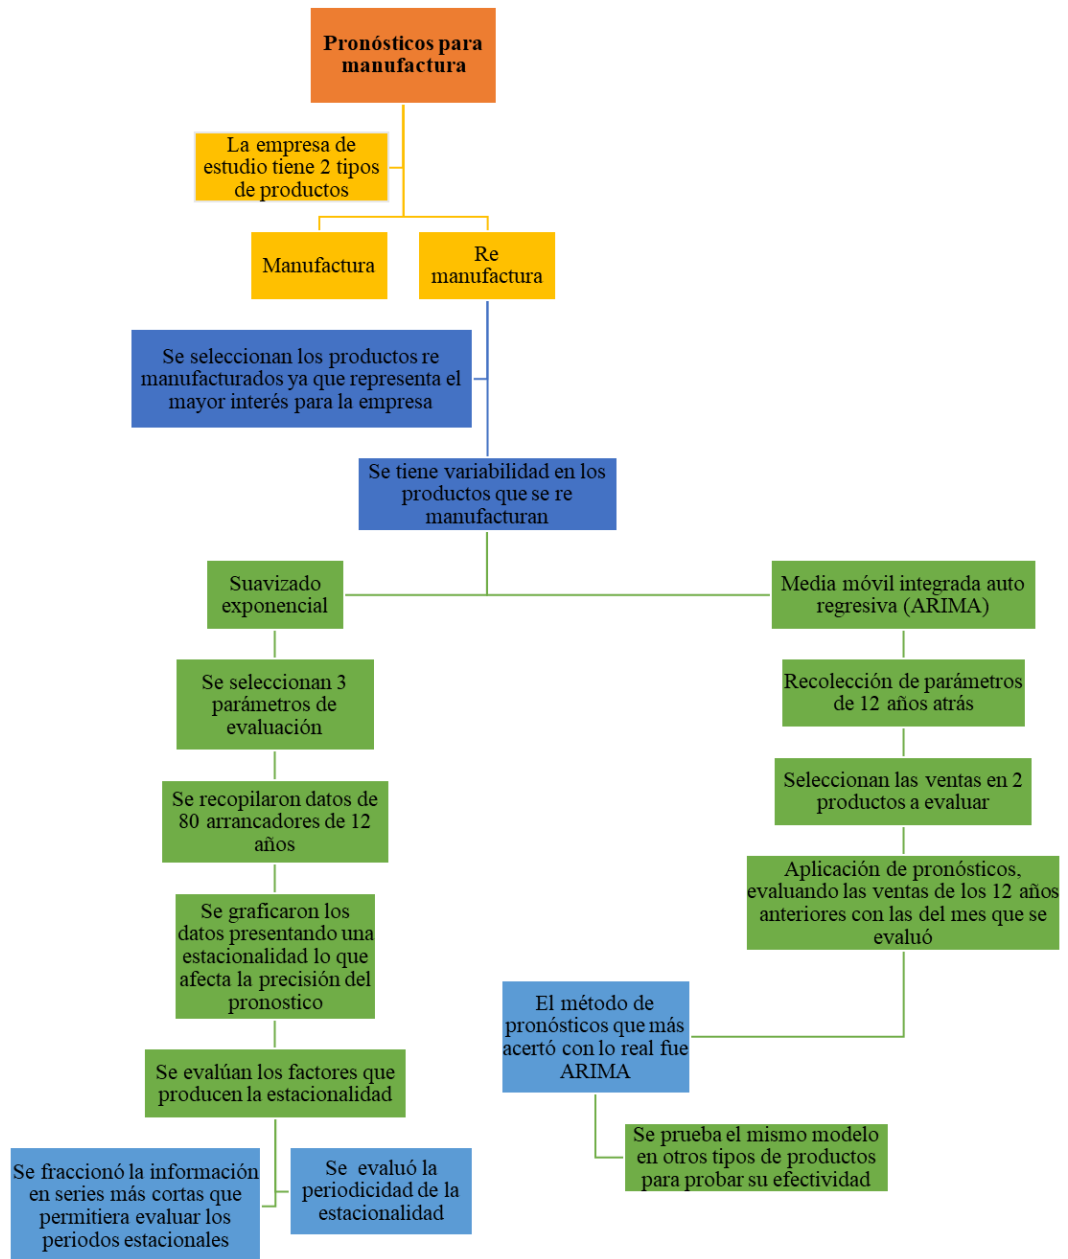 Pronósticos para
manufactura
La empresa de
estudio tiene 2 tipos
de productos
Manufactura
Re
manufactura
Se seleccionan los productos re
manufacturados ya que representa el
mayor interés para la empresa
Se tiene variabilidad en los
productos que se re
manufacturan
Suavizado
exponencial
Se seleccionan 3
parámetros de
evaluación
Se recopilaron datos de
80 arrancadores de 12
años
Se graficaron los
datos presentando una
estacionalidad lo que
afecta la precisión del
pronostico
Se evalúan los factores que
producen la estacionalidad
Se fraccionó la información
en series más cortas que
permitiera evaluar los
periodos estacionales
Se evaluó la
periodicidad de la
estacionalidad
Media móvil integrada auto
regresiva (ARIMA)
Recolección de parámetros
de 12 años atrás
Seleccionan las ventas en 2
productos a evaluar
Aplicación de pronósticos,
evaluando las ventas de los 12 años
anteriores con las del mes que se
evaluó
El método de
pronósticos que más
acertó con lo real fue
ARIMA
Se prueba el mismo modelo
en otros tipos de productos
para probar su efectividad